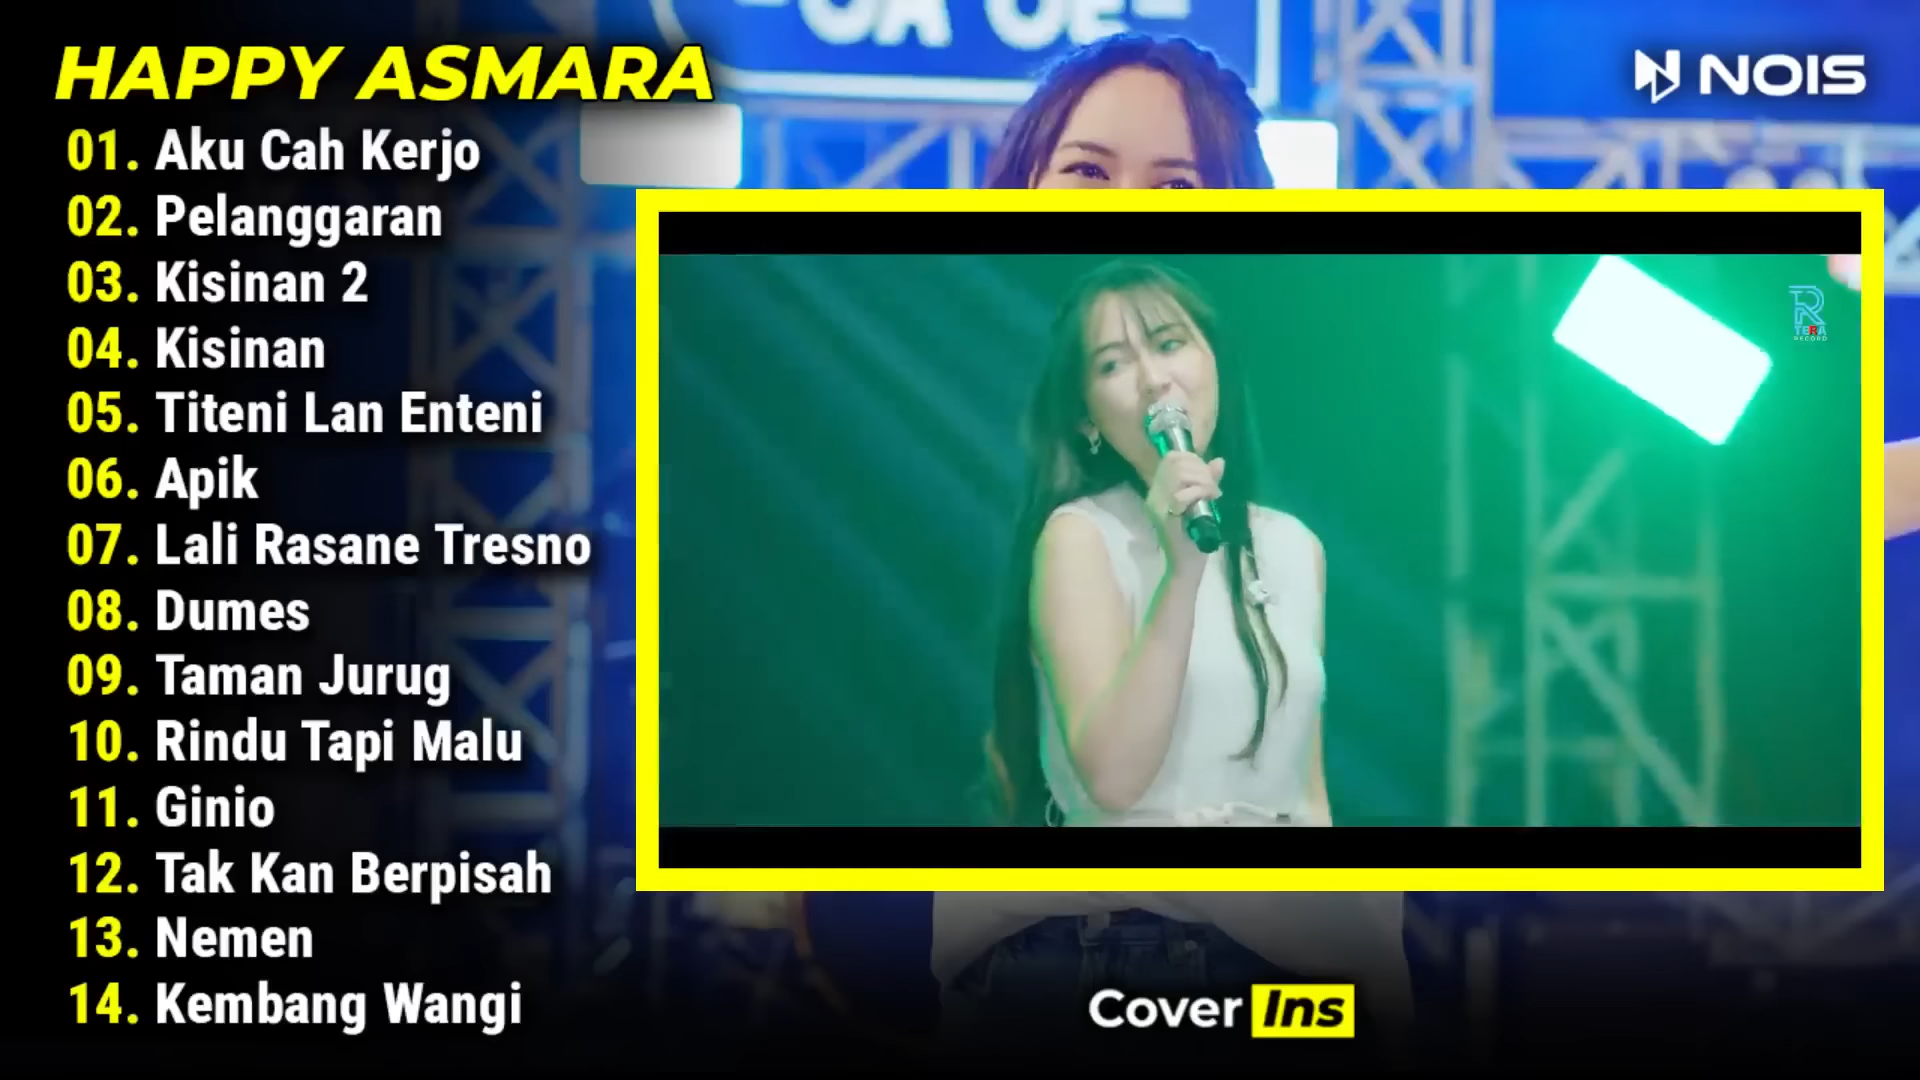 HAPPY ASMARA
01. Aku Cah Kerjo
02. Pelanggaran
03. Kisinan 2
04. Kisinan
05. Titeni Lan Enteni
06. Apik
07. Lali Rasane Tresno
08. Dumes
09. Taman Jurug
10. Rindu Tapi Malu
11. Ginio
12. Tak Kan Berpisah
13. Nemen
14. Kembang Wangi
NOIS
TERA
RECORD
Cover Ins